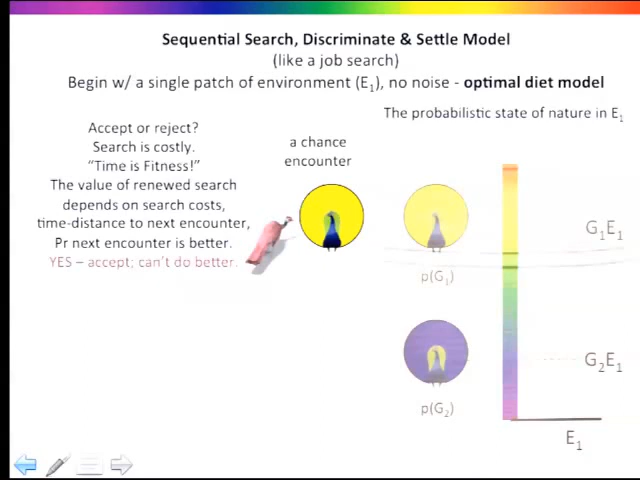 Sequential Search, Discriminate & Settle Model
(like a job search)
Begin w/ a single patch of environment (E₁), no noise - optimal diet model
The probabilistic state of nature in E₁
Accept or reject?
Search is costly.
“Time is Fitness!”
The value of renewed search
depends on search costs,
time-distance to next encounter,
Pr next encounter is better.
YES – accept; can’t do better.
a chance
encounter
p(G₁)
p(G₂)
G₁E₁
G₂E₁
E₁